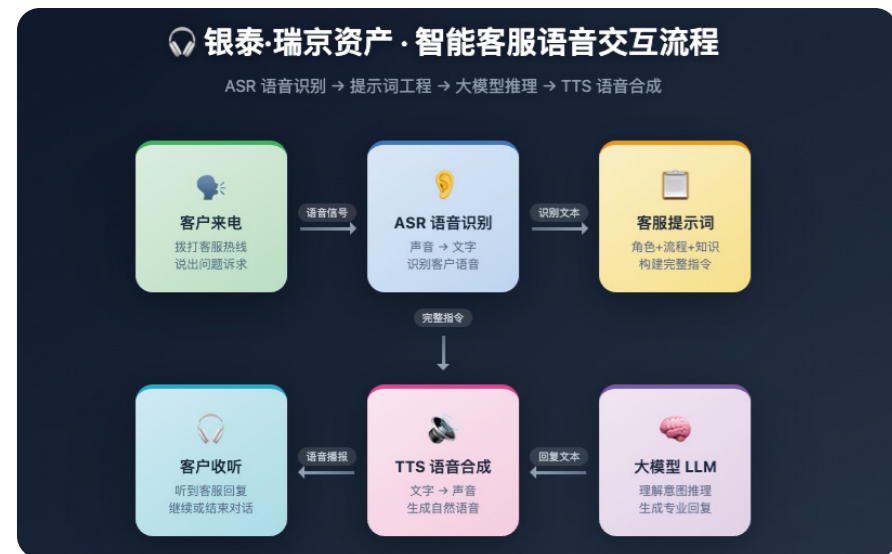 银泰·瑞京资产 · 智能客服语音交互流程
ASR 语音识别 → 提示词工程 → 大模型推理 → TTS 语音合成
客户来电
拨打客服热线
说出问题诉求
语音信号
ASR 语音识别
声音 → 文字
识别客户语音
识别文本
客服提示词
角色+流程+知识
构建完整指令
完整指令
客户收听
听到客服回复
继续或结束对话
语音播报
TTS 语音合成
文字 → 声音
生成自然语音
回复文本
大模型 LLM
理解意图推理
生成专业回复